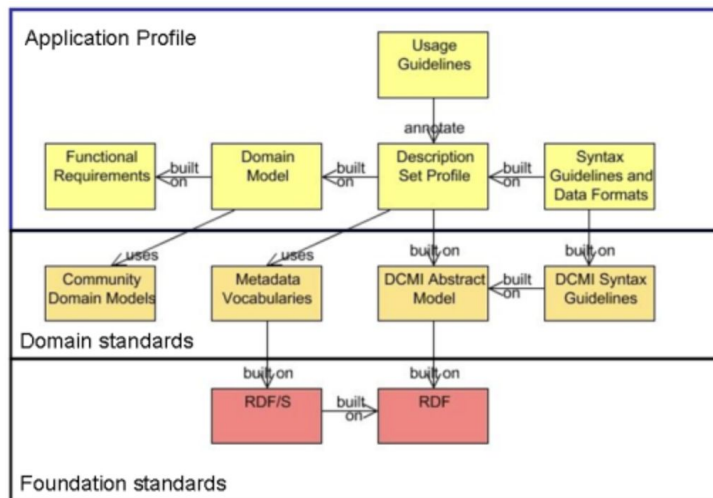 Application Profile
Usage
Guidelines
annotate
Functional
Requirements
built
on
Domain
Model
built
on
Description
Set Profile
built
on
Syntax
Guidelines and
Data Formats
uses
uses
built on
built on
Community
Domain Models
Metadata
Vocabularies
DCMI Abstract
Model
built
on
DCMI Syntax
Guidelines
Domain standards
built on
built on
RDF/S
built
on
RDF
Foundation standards